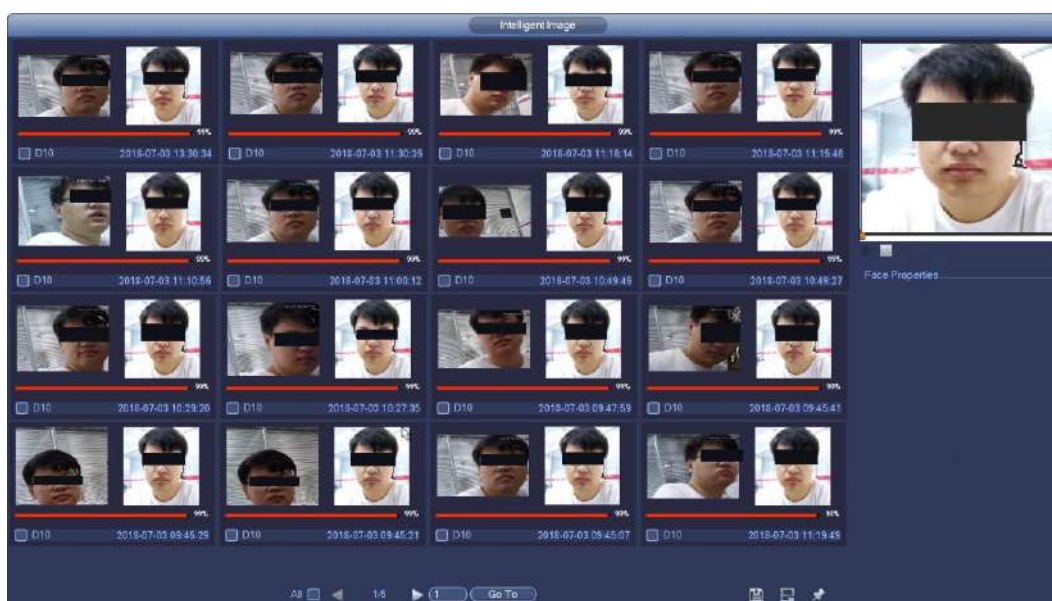 Intelligent Image
99% 99% 99% 99%
D10 2018-07-03 13:30:34 D10 2018-07-03 11:30:35 D10 2018-07-03 11:16:14 D10 2018-07-03 11:15:46
99% 99% 99% 99%
D10 2018-07-03 11:10:56 D10 2018-07-03 11:00:12 D10 2018-07-03 10:49:49 D10 2018-07-03 10:49:27
Face Properties
99% 99% 99%
D10 2018-07-03 10:29:20 D10 2018-07-03 10:27:35 D10 2018-07-03 09:47:59 D10 2018-07-03 09:45:41
99% 99% 99%
D10 2018-07-03 09:45:29 D10 2018-07-03 09:45:21 D10 2018-07-03 09:45:07 D10 2018-07-03 11:19:49
All 1/6 1 Go To